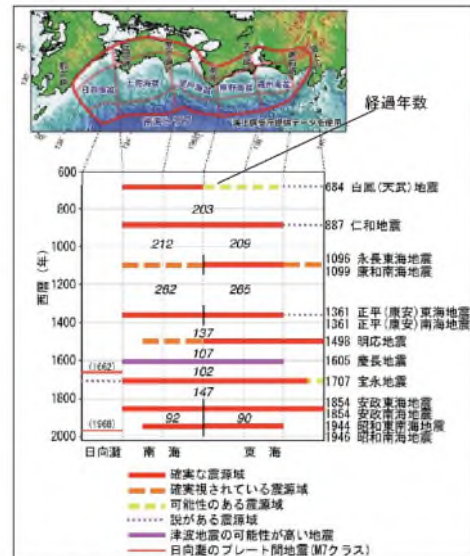 日向海盆
土佐海盆
室戸海盆
熊野海盆
遠州海盆
南海トラフ
海上保安庁提供データを使用
経過年数
600
684 白鳳(天武)地震
203
800
887 仁和地震
212 209
1000
1096 永長東海地震
1099 康和南海地震
西暦(年)
1200
262 265
1361 正平(康安)東海地震
1361 正平(康安)南海地震
1400
137
1498 明応地震
107
1600
1605 慶長地震
(1662)
102
1707 宝永地震
147
1800
1854 安政東海地震
1854 安政南海地震
92 90
1944 昭和東南海地震
1946 昭和南海地震
(1968)
2000
日向灘 南海 東海
確実な震源域
確実視されている震源域
可能性のある震源域
説がある震源域
津波地震の可能性が高い地震
日向灘のプレート間地震(M7クラス)